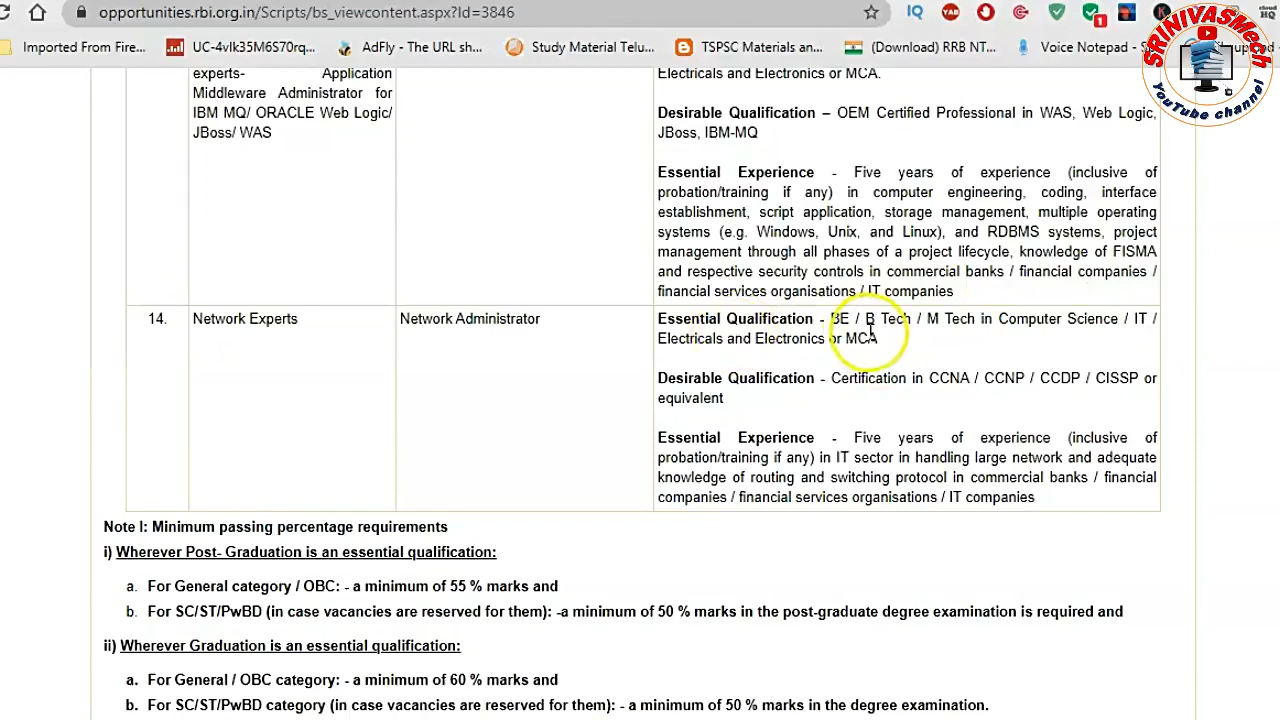 opportunities.rbi.org.in/Scripts/bs_viewcontent.aspx?Id=3846
Imported From Fire...
UC-4vIk35M6S70rq...
AdFly - The URL sh...
Study Material Telu...
TSPSC Materials an...
(Download) RRB NT...
Voice Notepad - S
SRINIVASMech
YouTube channel
experts- Application
Middleware Administrator for
IBM MQ/ ORACLE Web Logic/
JBoss/ WAS
Electricals and Electronics or MCA.
Desirable Qualification – OEM Certified Professional in WAS, Web Logic,
JBoss, IBM-MQ
Essential Experience - Five years of experience (inclusive of
probation/training if any) in computer engineering, coding, interface
establishment, script application, storage management, multiple operating
systems (e.g. Windows, Unix, and Linux), and RDBMS systems, project
management through all phases of a project lifecycle, knowledge of FISMA
and respective security controls in commercial banks / financial companies /
financial services organisations / IT companies
14.
Network Experts
Network Administrator
Essential Qualification - BE / B Tech / M Tech in Computer Science / IT /
Electricals and Electronics or MCA
Desirable Qualification - Certification in CCNA / CCNP / CCDP / CISSP or
equivalent
Essential Experience - Five years of experience (inclusive of
probation/training if any) in IT sector in handling large network and adequate
knowledge of routing and switching protocol in commercial banks / financial
companies / financial services organisations / IT companies
Note I: Minimum passing percentage requirements
i) Wherever Post- Graduation is an essential qualification:
a. For General category / OBC: - a minimum of 55 % marks and
b. For SC/ST/PwBD (in case vacancies are reserved for them): -a minimum of 50 % marks in the post-graduate degree examination is required and
ii) Wherever Graduation is an essential qualification:
a. For General / OBC category: - a minimum of 60 % marks and
b. For SC/ST/PwBD category (in case vacancies are reserved for them): - a minimum of 50 % marks in the degree examination.